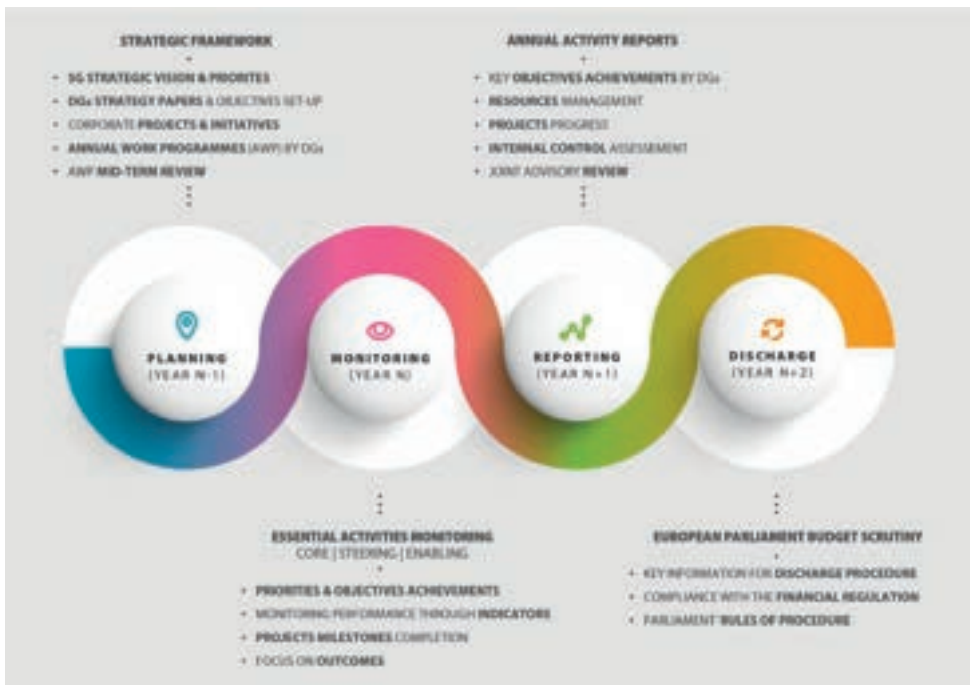 STRATEGIC FRAMEWORK
• SG STRATEGIC VISION & PRIORITES
• DGs STRATEGY PAPERS & OBJECTIVES SET-UP
• CORPORATE PROJECTS & INITIATIVES
• ANNUAL WORK PROGRAMMES (AWP) BY DGs
• AWP MID-TERM REVIEW
ANNUAL ACTIVITY REPORTS
• KEY OBJECTIVES ACHIEVEMENTS BY DGs
• RESOURCES MANAGEMENT
• PROJECTS PROGRESS
• INTERNAL CONTROL ASSESSEMENT
• JOINT ADVISORY REVIEW
PLANNING
(YEAR N-1)
MONITORING
(YEAR N)
REPORTING
(YEAR N+1)
DISCHARGE
(YEAR N+2)
ESSENTIAL ACTIVITIES MONITORING
CORE | STEERING | ENABLING
• PRIORITIES & OBJECTIVES ACHIEVEMENTS
• MONITORING PERFORMANCE THROUGH INDICATORS
• PROJECTS MILESTONES COMPLETION
• FOCUS ON OUTCOMES
EUROPEAN PARLIAMENT BUDGET SCRUTINY
• KEY INFORMATION FOR DISCHARGE PROCEDURE
• COMPLIANCE WITH THE FINANCIAL REGULATION
• PARLIAMENT' RULES OF PROCEDURE